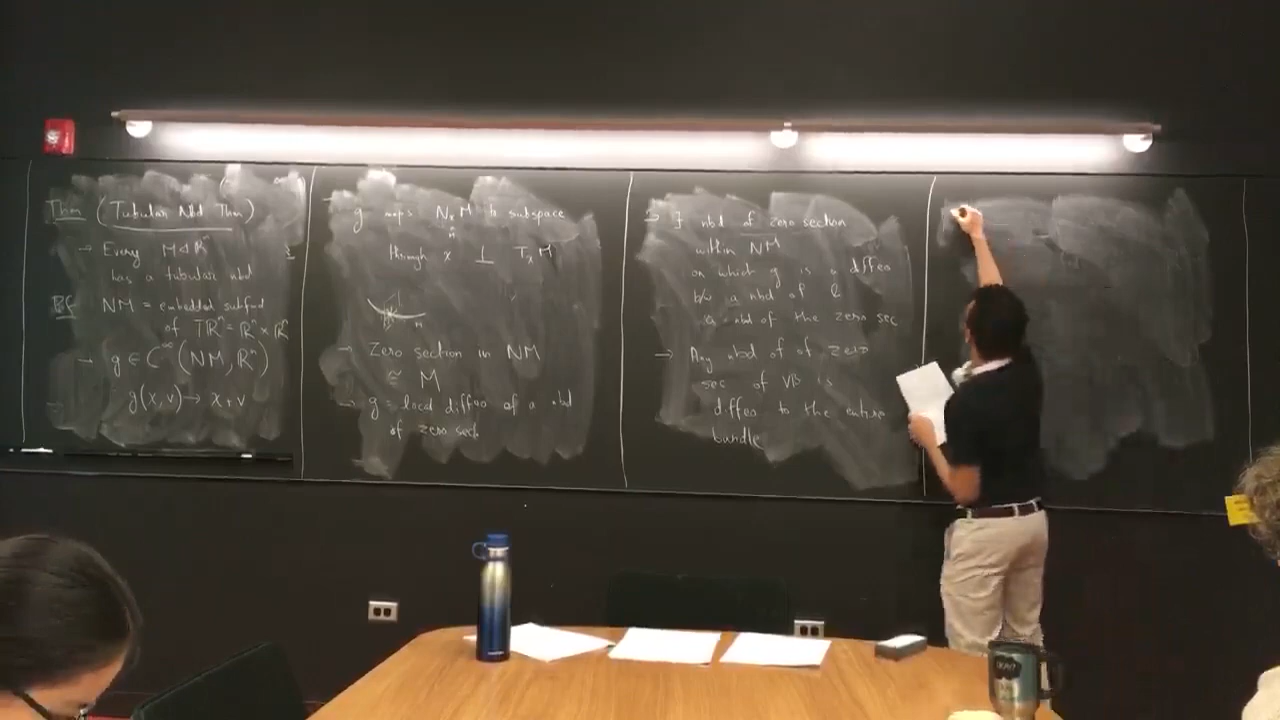 Thm (Tubular Nbd Thm)
→ Every M⊲ℝⁿ
has a tubular nbd
Pf NM = embedded subfmd
of Tℝⁿ = ℝⁿ × ℝⁿ
→ g ∈ C^∞(NM, ℝⁿ)
g(x,v) → x+v
g maps NₓM to subspace
through x ⊥ TₓM
→ Zero section in NM
≅ M
→ g = local diffeo of a nbd
of zero sec
→ ∃ nbd of zero section
within NM
on which g is a diffeo
b/w a nbd of
nbd of the zero sec
→ Any nbd of of zero
sec of VB is
diffeo to the entire
bundle